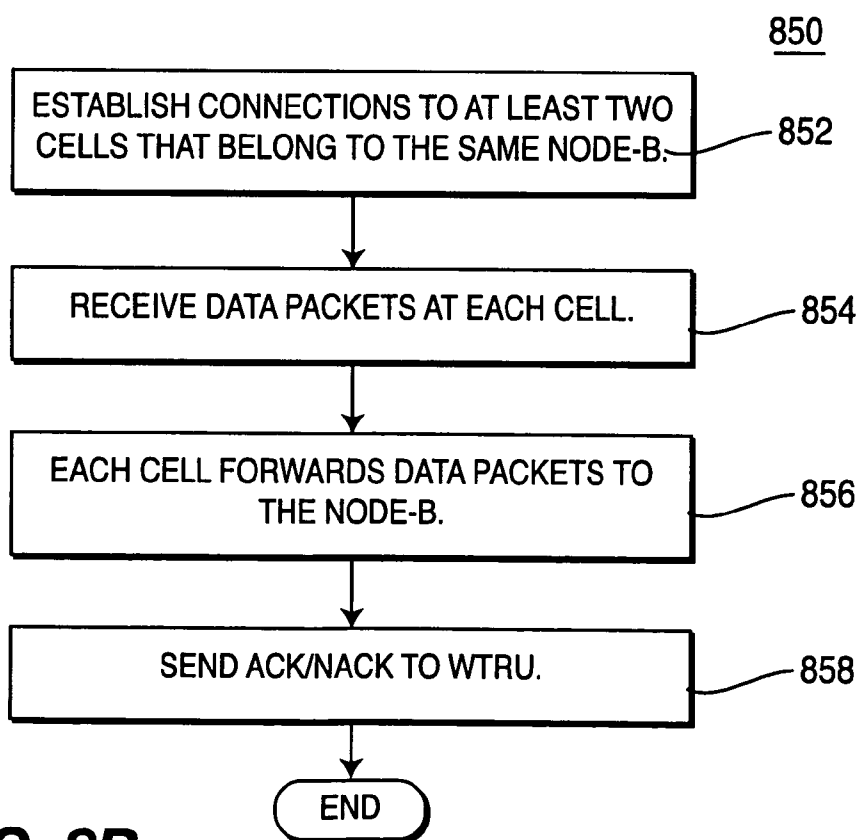 850
ESTABLISH CONNECTIONS TO AT LEAST TWO
CELLS THAT BELONG TO THE SAME NODE-B.
852
RECEIVE DATA PACKETS AT EACH CELL.
854
EACH CELL FORWARDS DATA PACKETS TO
THE NODE-B.
856
SEND ACK/NACK TO WTRU.
858
END